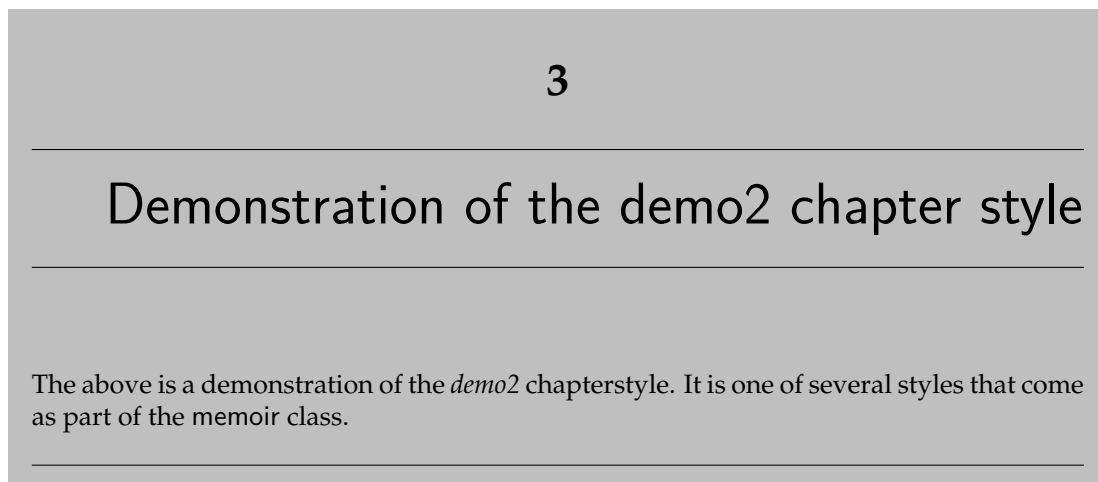 3
Demonstration of the demo2 chapter style
The above is a demonstration of the demo2 chapterstyle. It is one of several styles that come
as part of the memoir class.